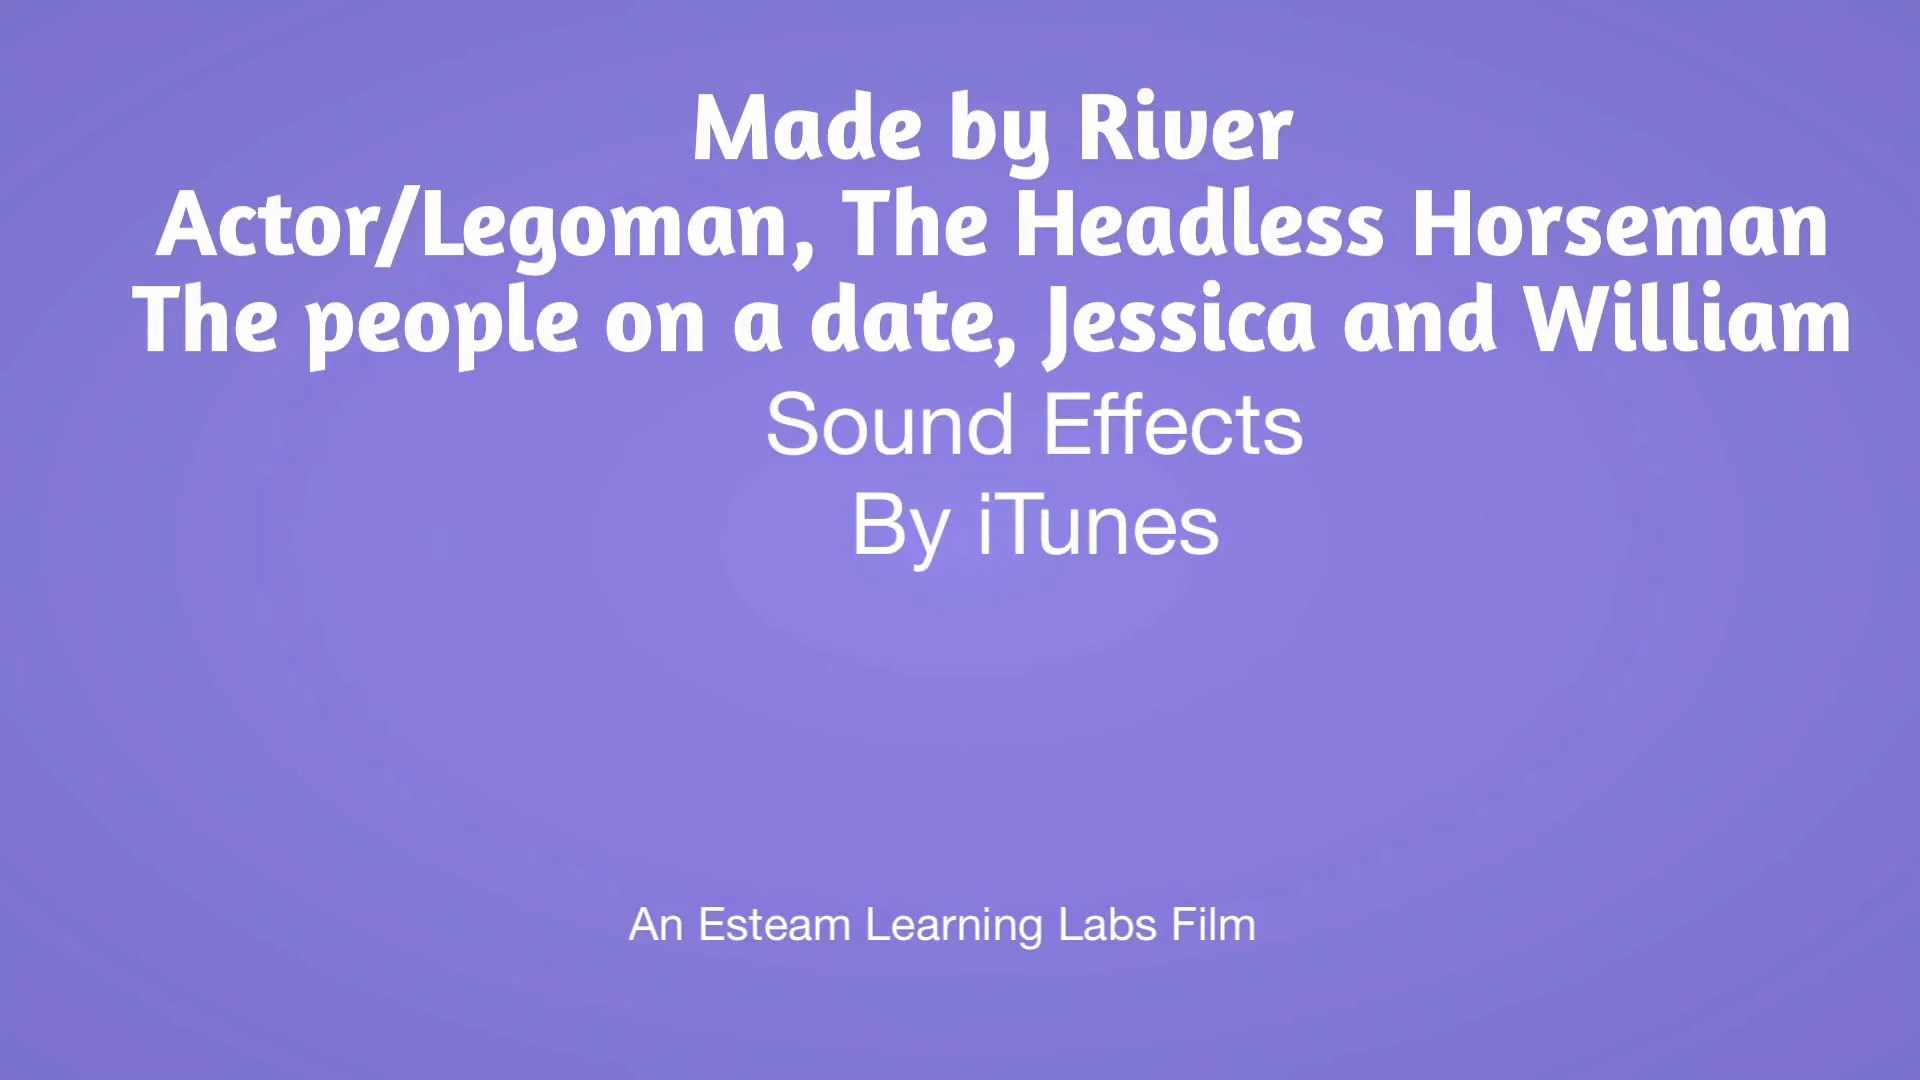 Made by River
Actor/Legoman, The Headless Horseman
The people on a date, Jessica and William
Sound Effects
By iTunes
An Esteam Learning Labs Film